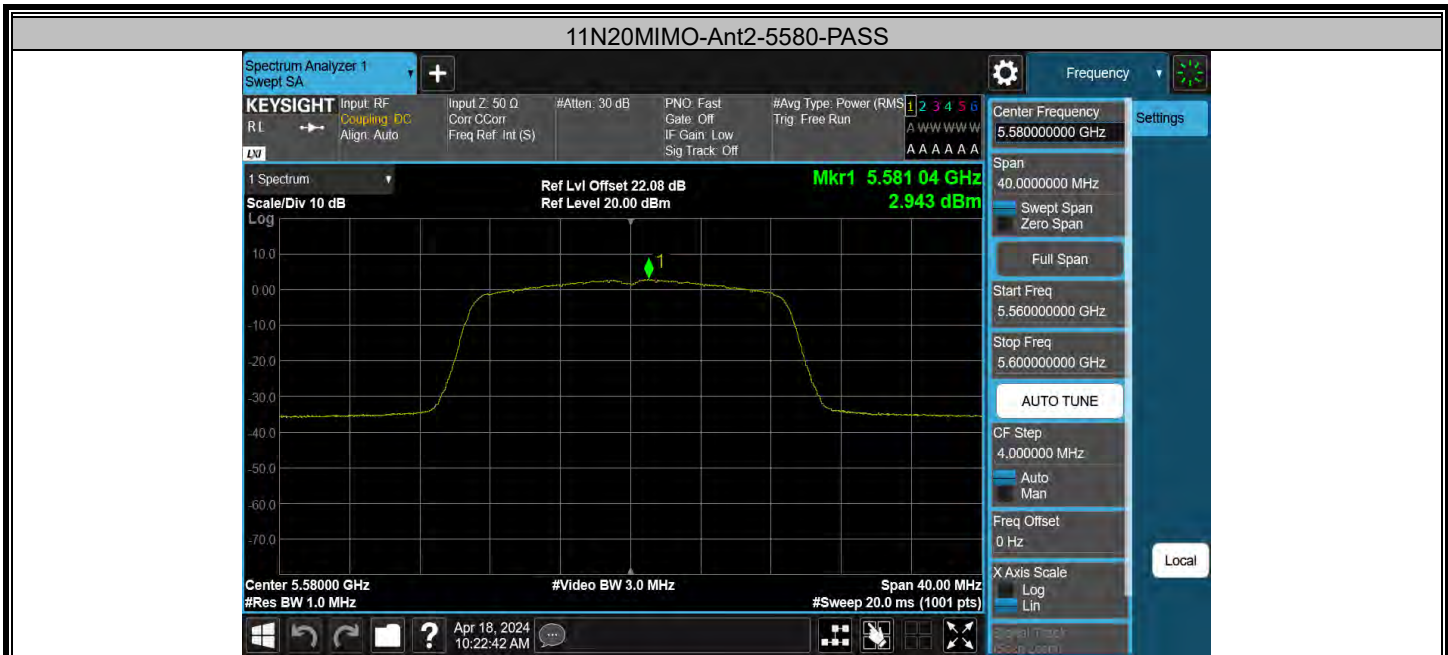 11N20MIMO-Ant2-5580-PASS
Spectrum Analyzer 1
Swept SA
Frequency
KEYSIGHT
RL
LXI
Input: RF
Coupling: DC
Align: Auto
Input Z: 50 Ω
Corr CCorr
Freq Ref: Int (S)
#Atten: 30 dB
PNO: Fast
Gate: Off
IF Gain: Low
Sig Track: Off
#Avg Type: Power (RMS
Trig: Free Run
1 2 3 4 5 6
A W W W W W
A A A A A A
1 Spectrum
Scale/Div 10 dB
Log
Ref Lvl Offset 22.08 dB
Ref Level 20.00 dBm
Mkr1 5.581 04 GHz
2.943 dBm
1
10.0
0.00
-10.0
-20.0
-30.0
-40.0
-50.0
-60.0
-70.0
Center 5.58000 GHz
#Res BW 1.0 MHz
#Video BW 3.0 MHz
Span 40.00 MHz
#Sweep 20.0 ms (1001 pts)
Center Frequency
5.580000000 GHz
Settings
Span
40.0000000 MHz
Swept Span
Zero Span
Full Span
Start Freq
5.560000000 GHz
Stop Freq
5.600000000 GHz
AUTO TUNE
CF Step
4.000000 MHz
Auto
Man
Freq Offset
0 Hz
X Axis Scale
Log
Lin
Local
Signal Track
(Span Zoom)
?
Apr 18, 2024
10:22:42 AM